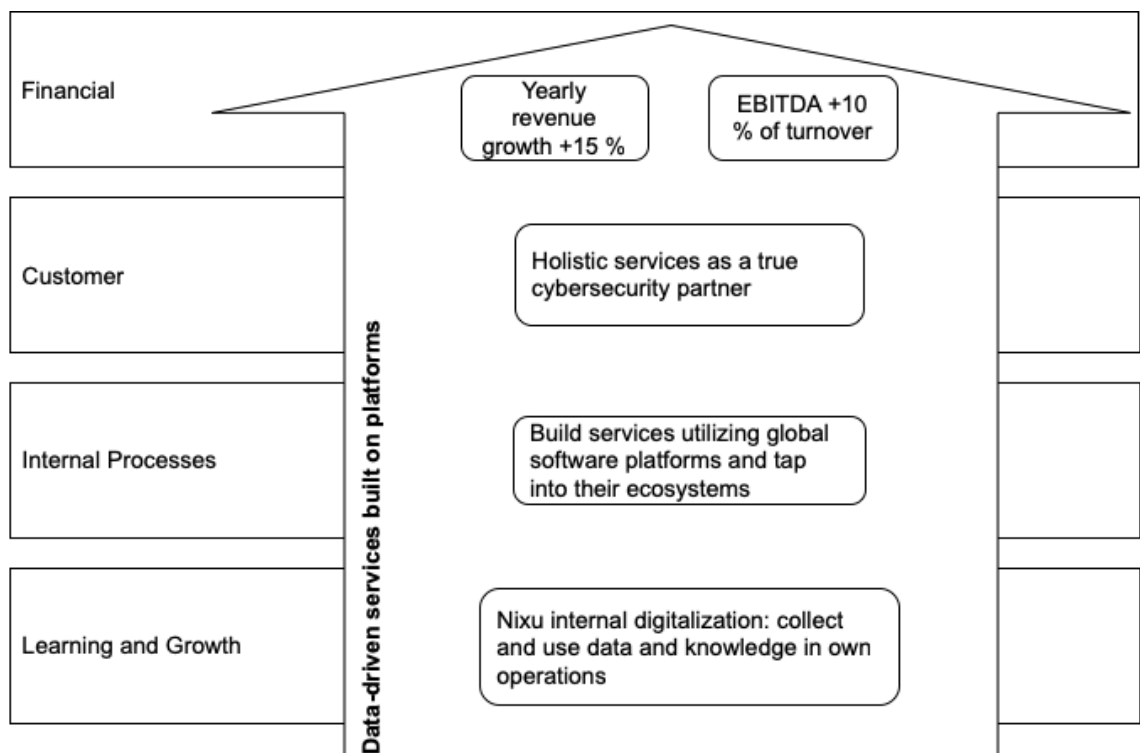 Financial
Yearly
revenue
growth +15 %
EBITDA +10
% of turnover
Customer
Holistic services as a true
cybersecurity partner
Data-driven services built on platforms
Internal Processes
Build services utilizing global
software platforms and tap
into their ecosystems
Learning and Growth
Nixu internal digitalization: collect
and use data and knowledge in own
operations